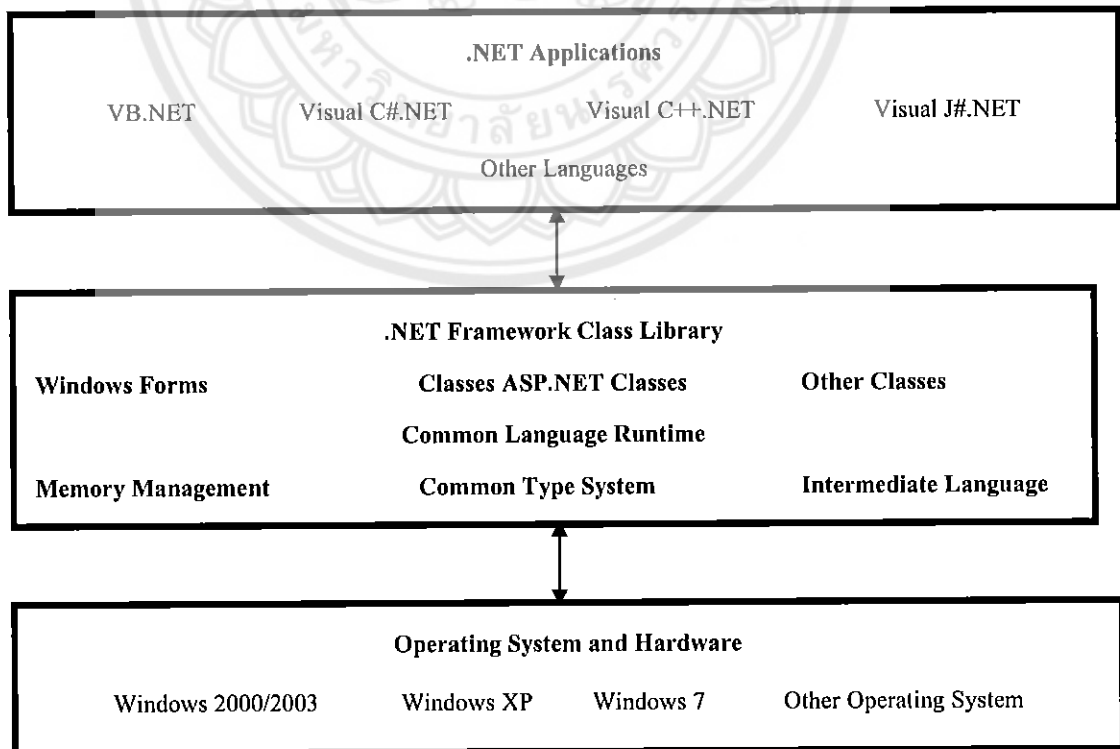 .NET Applications
VB.NET Visual C#.NET Visual C++.NET Visual J#.NET
Other Languages
.NET Framework Class Library
Windows Forms Classes ASP.NET Classes Other Classes
Common Language Runtime
Memory Management Common Type System Intermediate Language
Operating System and Hardware
Windows 2000/2003 Windows XP Windows 7 Other Operating System